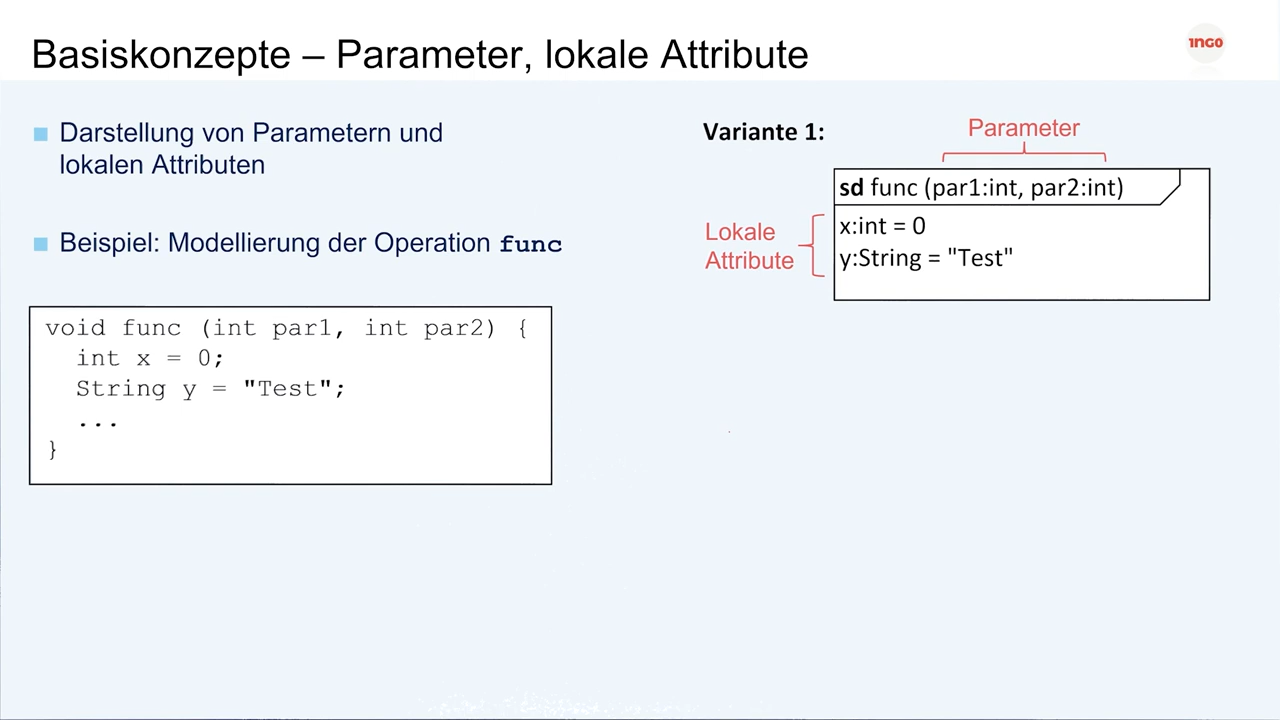 Basiskonzepte – Parameter, lokale Attribute
1NGO
Darstellung von Parametern und
lokalen Attributen
Beispiel: Modellierung der Operation func
void func (int par1, int par2) {
int x = 0;
String y = "Test";
...
}
Variante 1:
Parameter
sd func (par1:int, par2:int)
Lokale
Attribute
x:int = 0
y:String = "Test"